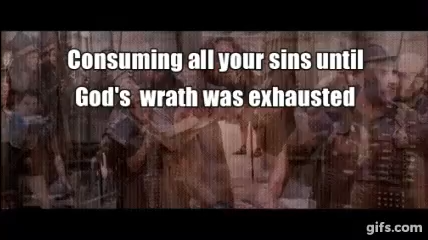 Consuming all your sins until
God's wrath was exhausted
gifs.com